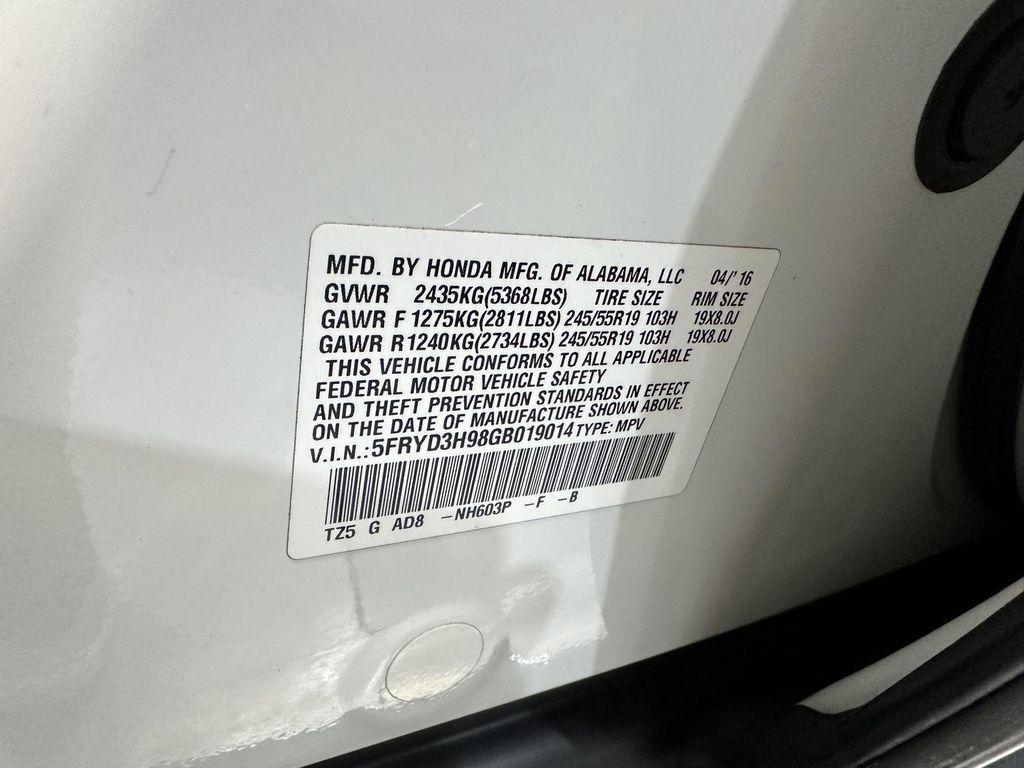 MFD. BY HONDA MFG. OF ALABAMA, LLC 04/'16
GVWR 2435KG(5368LBS) TIRE SIZE RIM SIZE
GAWR F 1275KG(2811LBS) 245/55R19 103H 19X8.0J
GAWR R 1240KG(2734LBS) 245/55R19 103H 19X8.0J
THIS VEHICLE CONFORMS TO ALL APPLICABLE
FEDERAL MOTOR VEHICLE SAFETY
AND THEFT PREVENTION STANDARDS IN EFFECT
ON THE DATE OF MANUFACTURE SHOWN ABOVE.
V.I.N.: 5FRYD3H98GB019014 TYPE: MPV
TZ5 G AD8 -NH603P -F -B